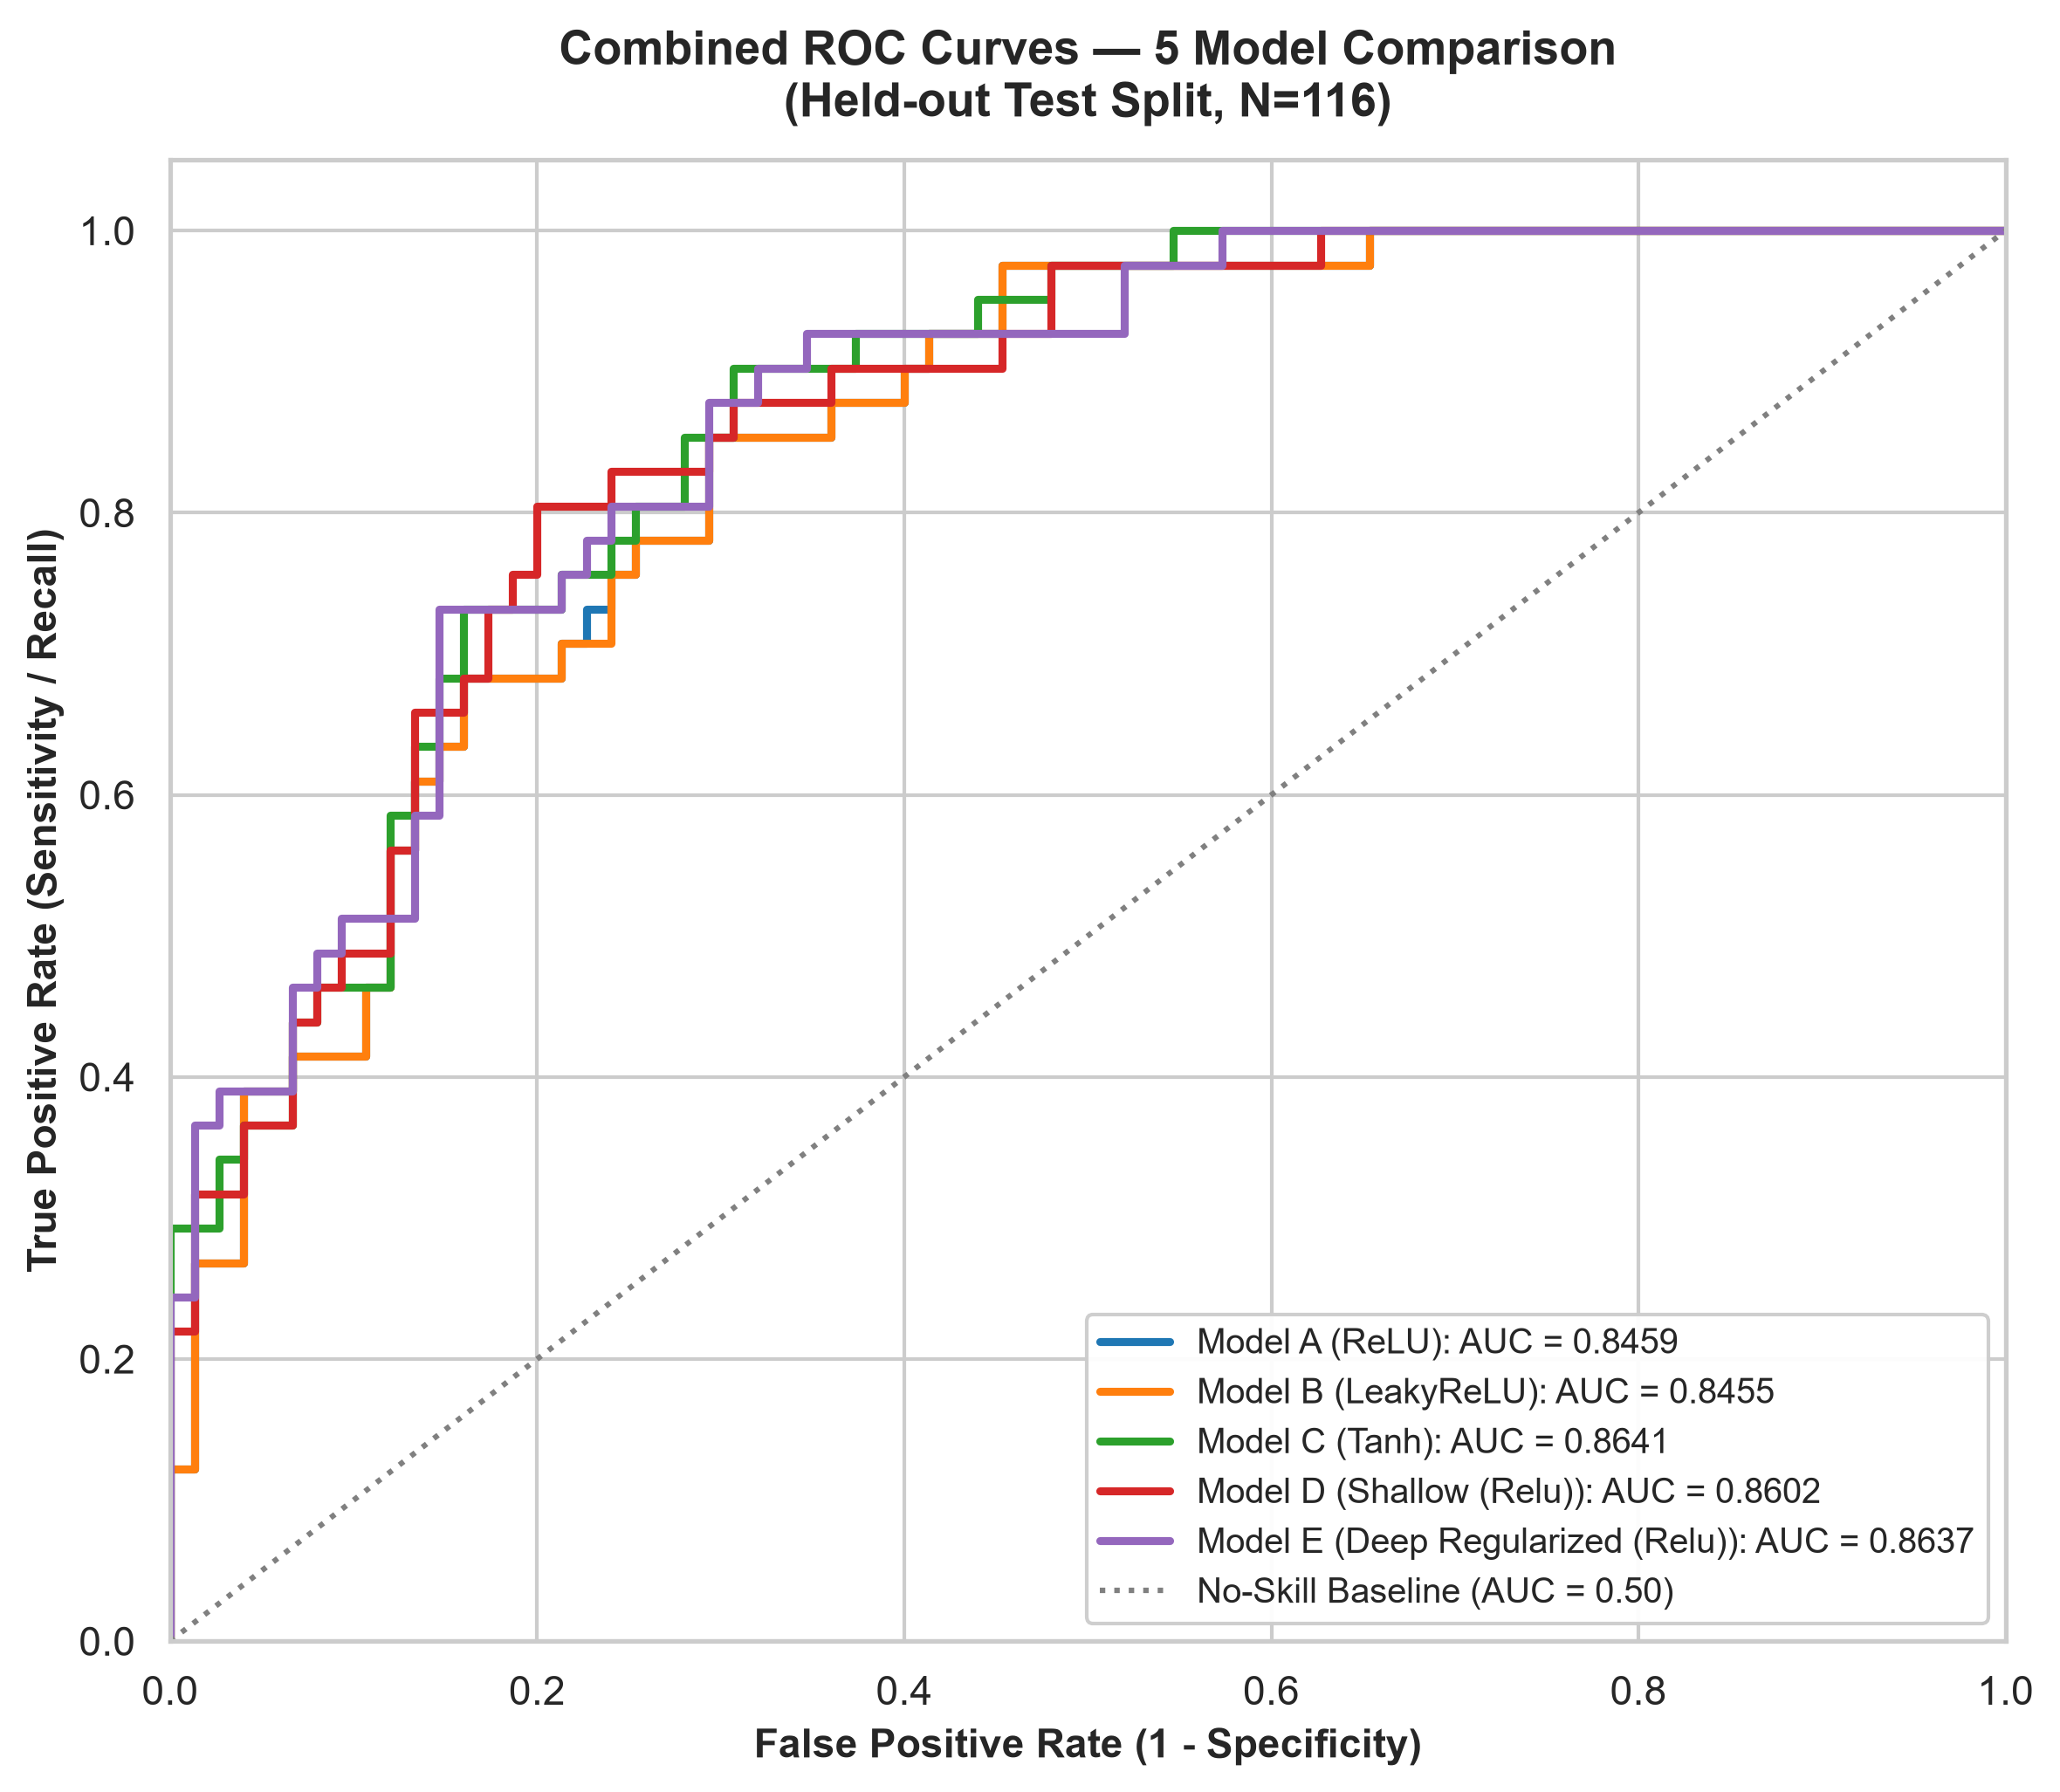 Combined ROC Curves — 5 Model Comparison
(Held-out Test Split, N=116)
True Positive Rate (Sensitivity / Recall)
1.0
0.8
0.6
0.4
0.2
0.0
Model A (ReLU): AUC = 0.8459
Model B (LeakyReLU): AUC = 0.8455
Model C (Tanh): AUC = 0.8641
Model D (Shallow (Relu)): AUC = 0.8602
Model E (Deep Regularized (Relu)): AUC = 0.8637
No-Skill Baseline (AUC = 0.50)
0.0 0.2 0.4 0.6 0.8 1.0
False Positive Rate (1 - Specificity)